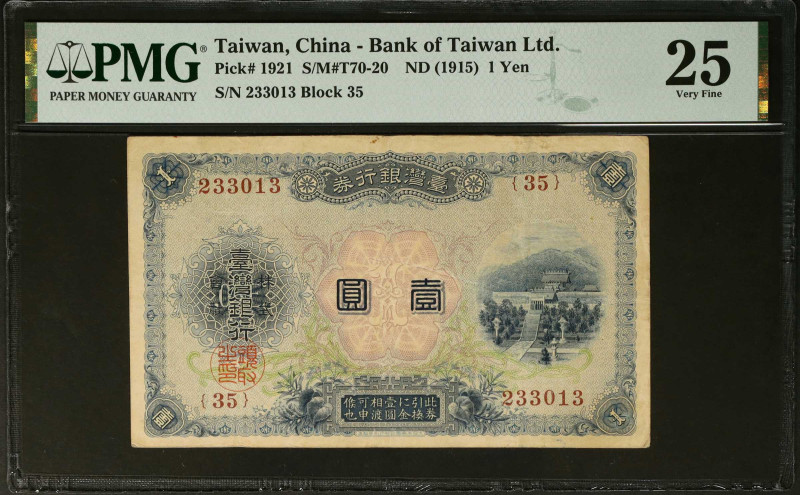 PMG®
PAPER MONEY GUARANTY
Taiwan, China - Bank of Taiwan Ltd.
Pick# 1921 S/M#T70-20 ND (1915) 1 Yen
S/N 233013 Block 35
25
Very Fine
券行銀灣臺
233013
{35}
臺灣銀行
圓 壹
頭取
{35}
233013
此券引換に金壹圓相渡可申候也